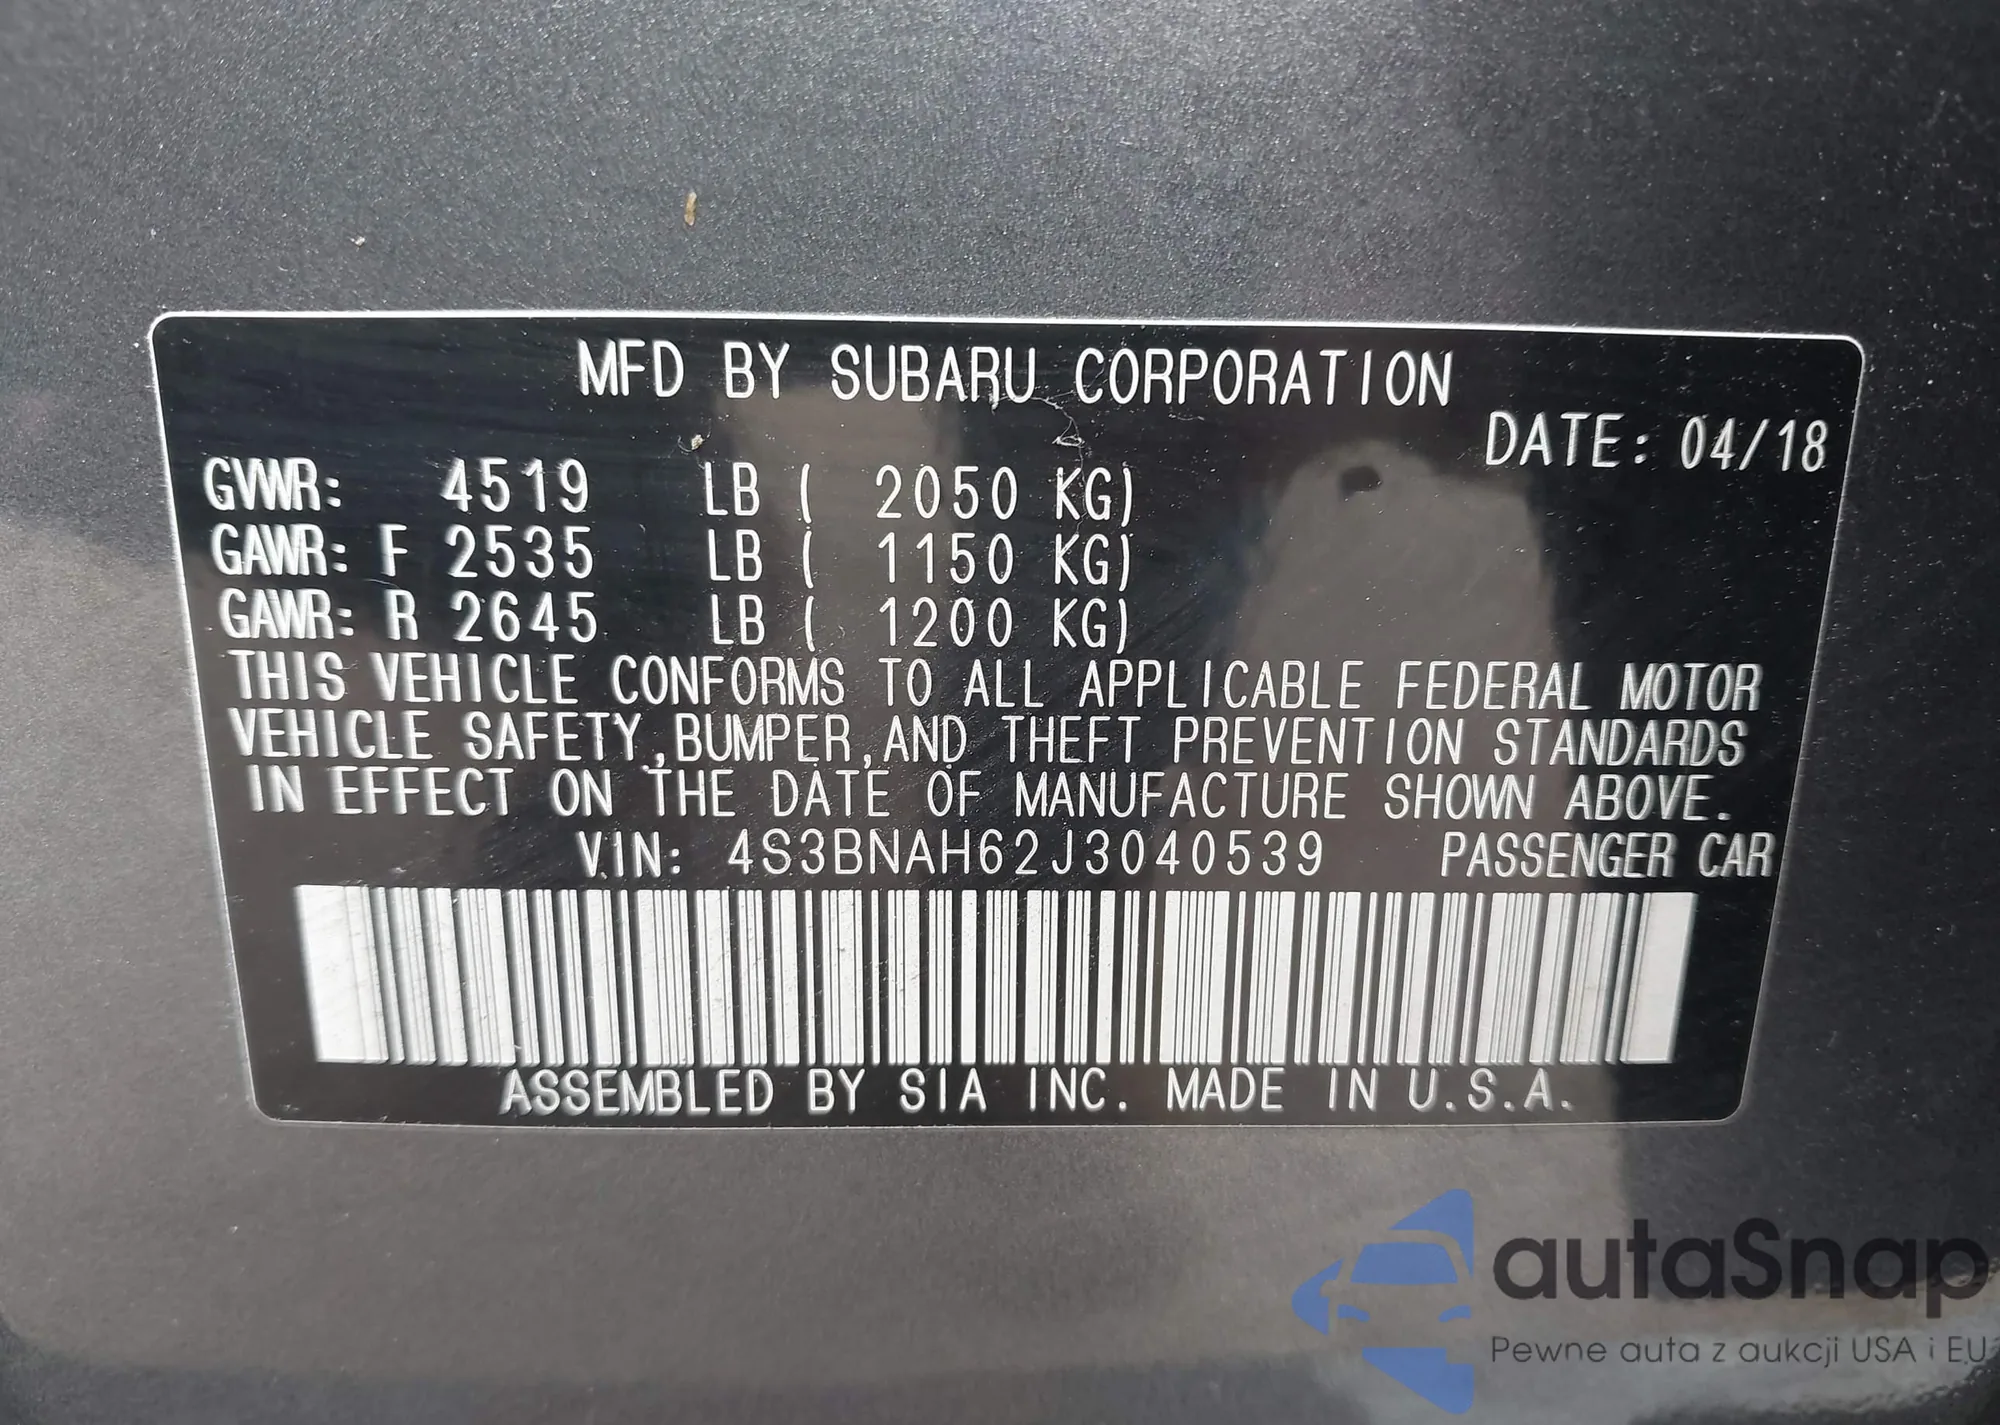 MFD BY SUBARU CORPORATION
DATE: 04/18
GVWR: 4519 LB ( 2050 KG)
GAWR: F 2535 LB ( 1150 KG)
GAWR: R 2645 LB ( 1200 KG)
THIS VEHICLE CONFORMS TO ALL APPLICABLE FEDERAL MOTOR
VEHICLE SAFETY,BUMPER,AND THEFT PREVENTION STANDARDS
IN EFFECT ON THE DATE OF MANUFACTURE SHOWN ABOVE.
VIN: 4S3BNAH62J3040539 PASSENGER CAR
ASSEMBLED BY SIA INC. MADE IN U.S.A.
autaSnap
Pewne auta z aukcji USA i EU